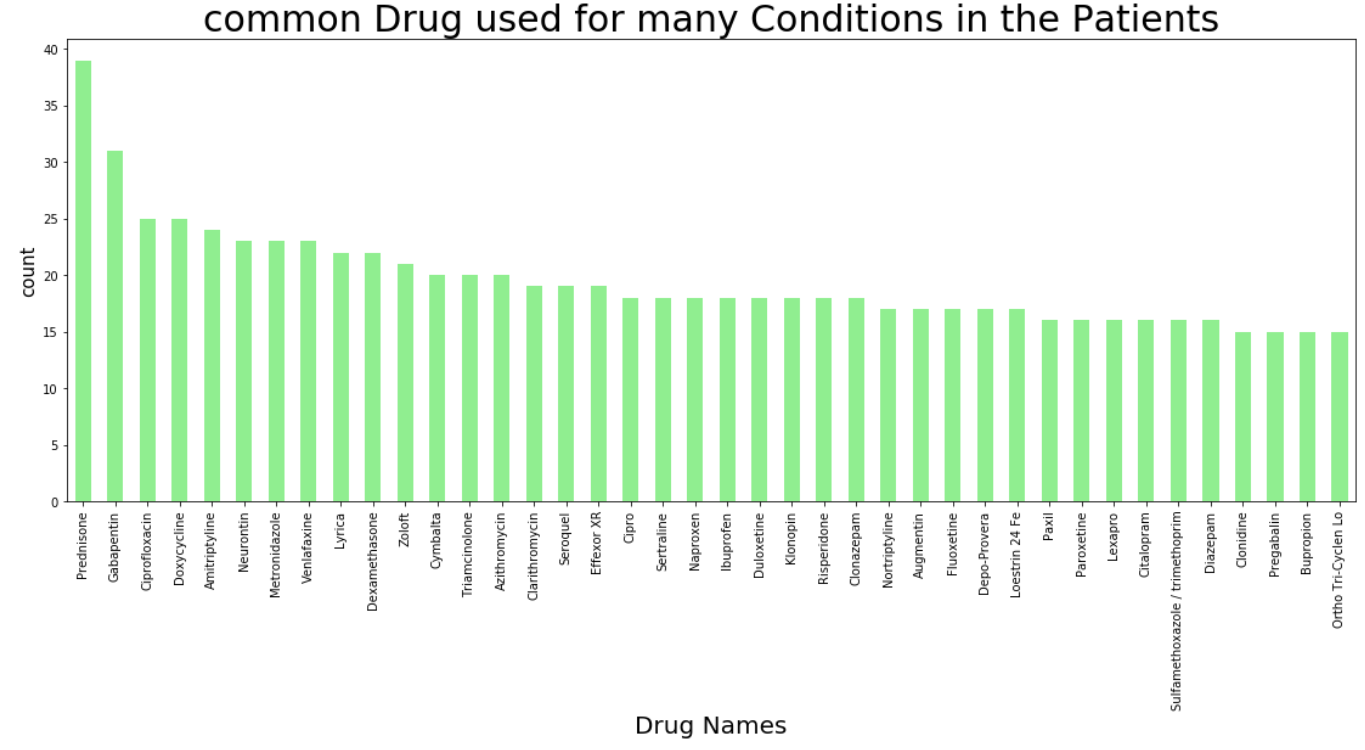 common Drug used for many Conditions in the Patients
40
35
30
25
20
15
10
5
0
count
Prednisone
Gabapentin
Ciprofloxacin
Doxycycline
Amitriptyline
Neurontin
Metronidazole
Venlafaxine
Lyrica
Dexamethasone
Zoloft
Cymbalta
Triamcinolone
Azithromycin
Clarithromycin
Seroquel
Effexor XR
Cipro
Sertraline
Naproxen
Ibuprofen
Duloxetine
Klonopin
Risperidone
Clonazepam
Nortriptyline
Augmentin
Fluoxetine
Depo-Provera
Loestrin 24 Fe
Paxil
Paroxetine
Lexapro
Citalopram
Sulfamethoxazole / trimethoprim
Diazepam
Clonidine
Pregabalin
Bupropion
Ortho Tri-Cyclen Lo
Drug Names